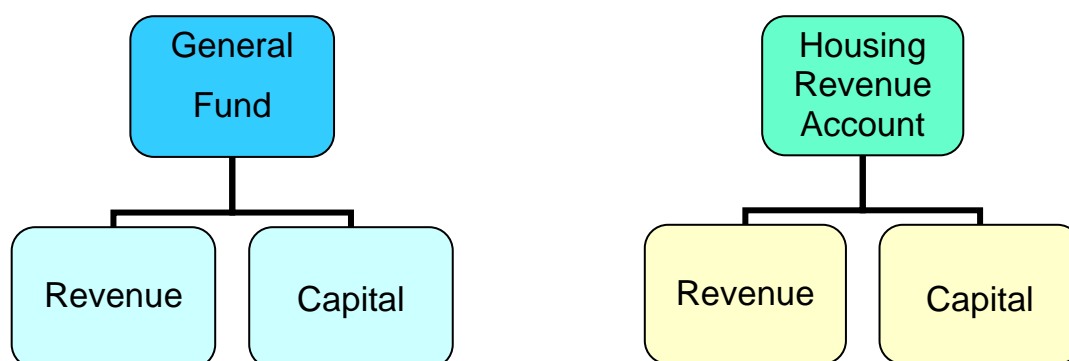 General
Fund
Housing
Revenue
Account
Revenue
Capital
Revenue
Capital